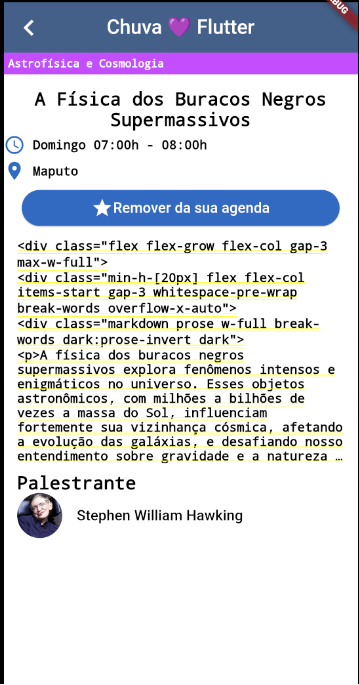 Chuva 💜 Flutter
BUG
Astrofísica e Cosmologia
A Física dos Buracos Negros
Supermassivos
Domingo 07:00h - 08:00h
Maputo
Remover da sua agenda
<div class="flex flex-grow flex-col gap-3
max-w-full">
<div class="min-h-[20px] flex flex-col
items-start gap-3 whitespace-pre-wrap
break-words overflow-x-auto">
<div class="markdown prose w-full break-
words dark:prose-invert dark">
<p>A física dos buracos negros
supermassivos explora fenômenos intensos e
enigmáticos no universo. Esses objetos
astronômicos, com milhões a bilhões de
vezes a massa do Sol, influenciam
fortemente sua vizinhança cósmica, afetando
a evolução das galáxias, e desafiando nosso
entendimento sobre gravidade e a natureza …
Palestrante
Stephen William Hawking